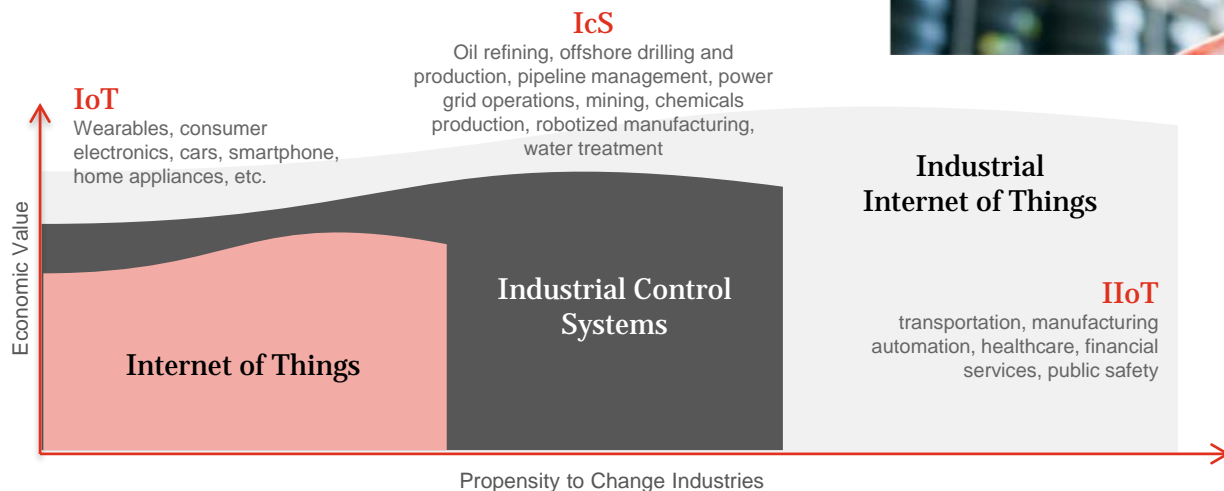 IcS
Oil refining, offshore drilling and
production, pipeline management, power
grid operations, mining, chemicals
production, robotized manufacturing,
water treatment
IoT
Wearables, consumer
electronics, cars, smartphone,
home appliances, etc.
Industrial
Internet of Things
Industrial Control
Systems
IIoT
transportation, manufacturing
automation, healthcare, financial
services, public safety
Internet of Things
Economic Value
Propensity to Change Industries